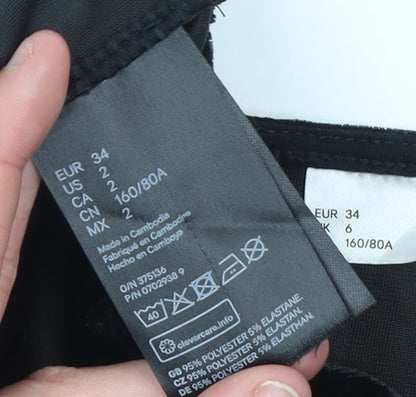 EUR 34
US 2
CA 2
CN 160/80A
MX 2
Made in Cambodia
Fabriqué en Cambodge
Hecho en Camboya
O/N 375136
P/N 0702938 9
40
clevercare.info
GB 95% POLYESTER 5% ELASTANE.
CZ 95% POLYESTER 5% ELASTAN.
DE 95% POLYESTER 5% ELASTHAN.
EUR 34
K 6
160/80A